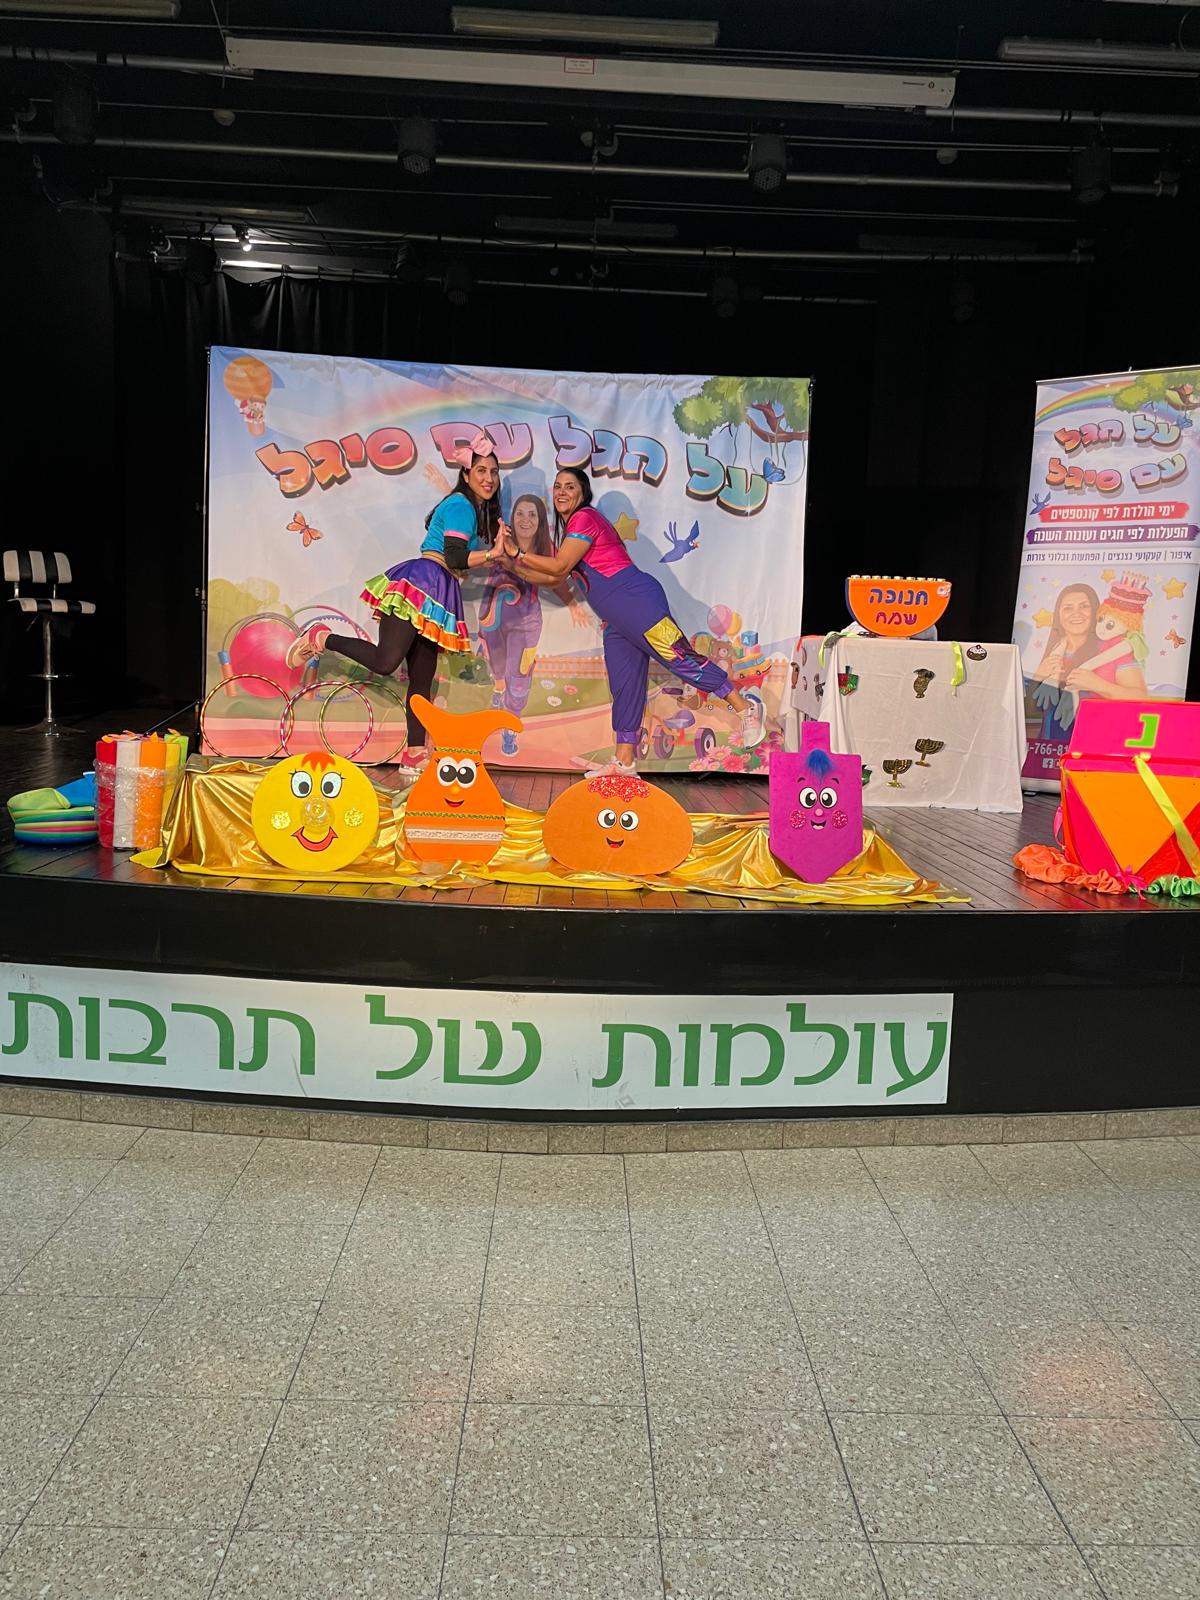 על הגל עם סיגל
על הגל
עם סיגל
ימי הולדת לפי קונספטים
הפעלות לפי חגים ועונות השנה
איפור | קעקועי נצנצים | הפתעות ובלוני צורות
חנוכה
שמח
נ
עולמות של תרבות